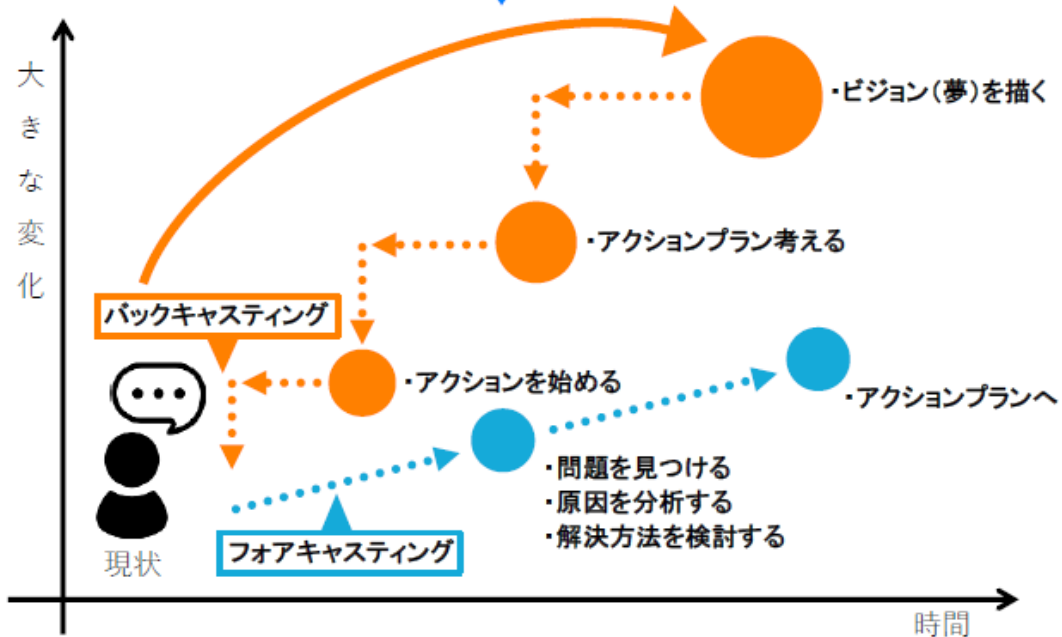 大きな変化
・ビジョン（夢）を描く
・アクションプラン考える
バックキャスティング
・アクションを始める
・アクションプランへ
・問題を見つける
・原因を分析する
・解決方法を検討する
フォアキャスティング
現状
時間